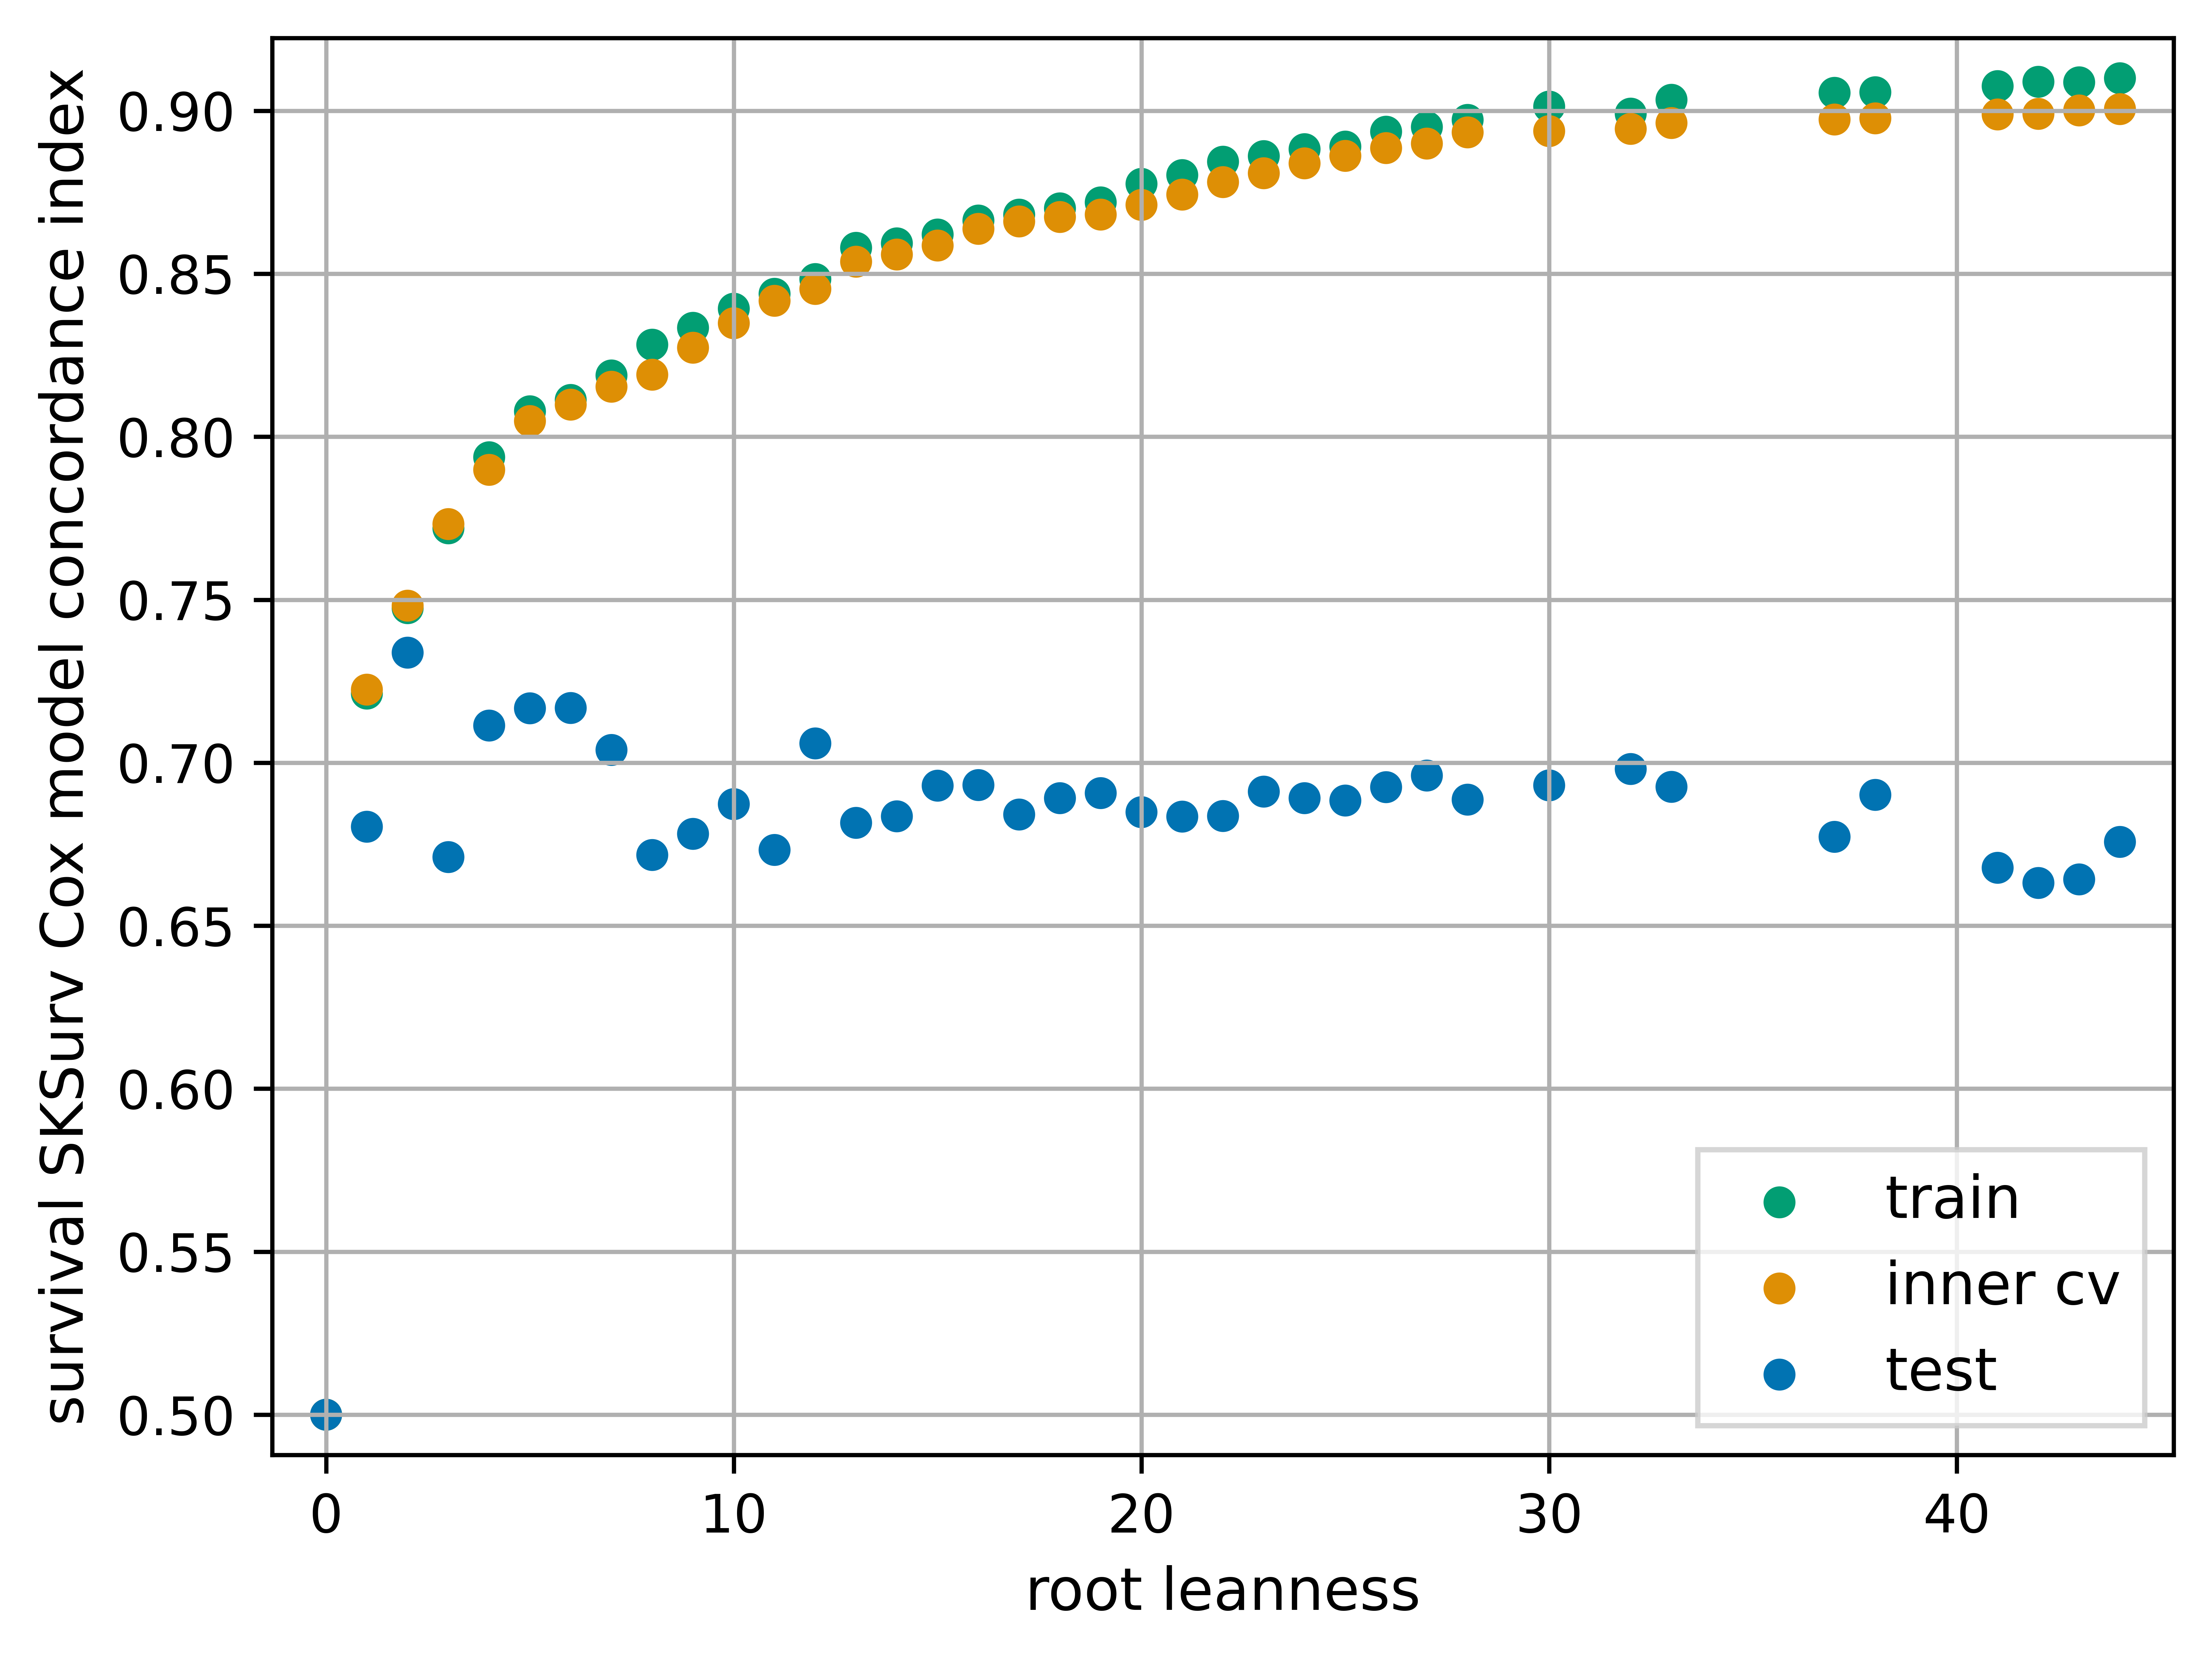 survival SKSurv Cox model concordance index
0.90
0.85
0.80
0.75
0.70
0.65
0.60
0.55
0.50
train
inner cv
test
0 10 20 30 40
root leanness